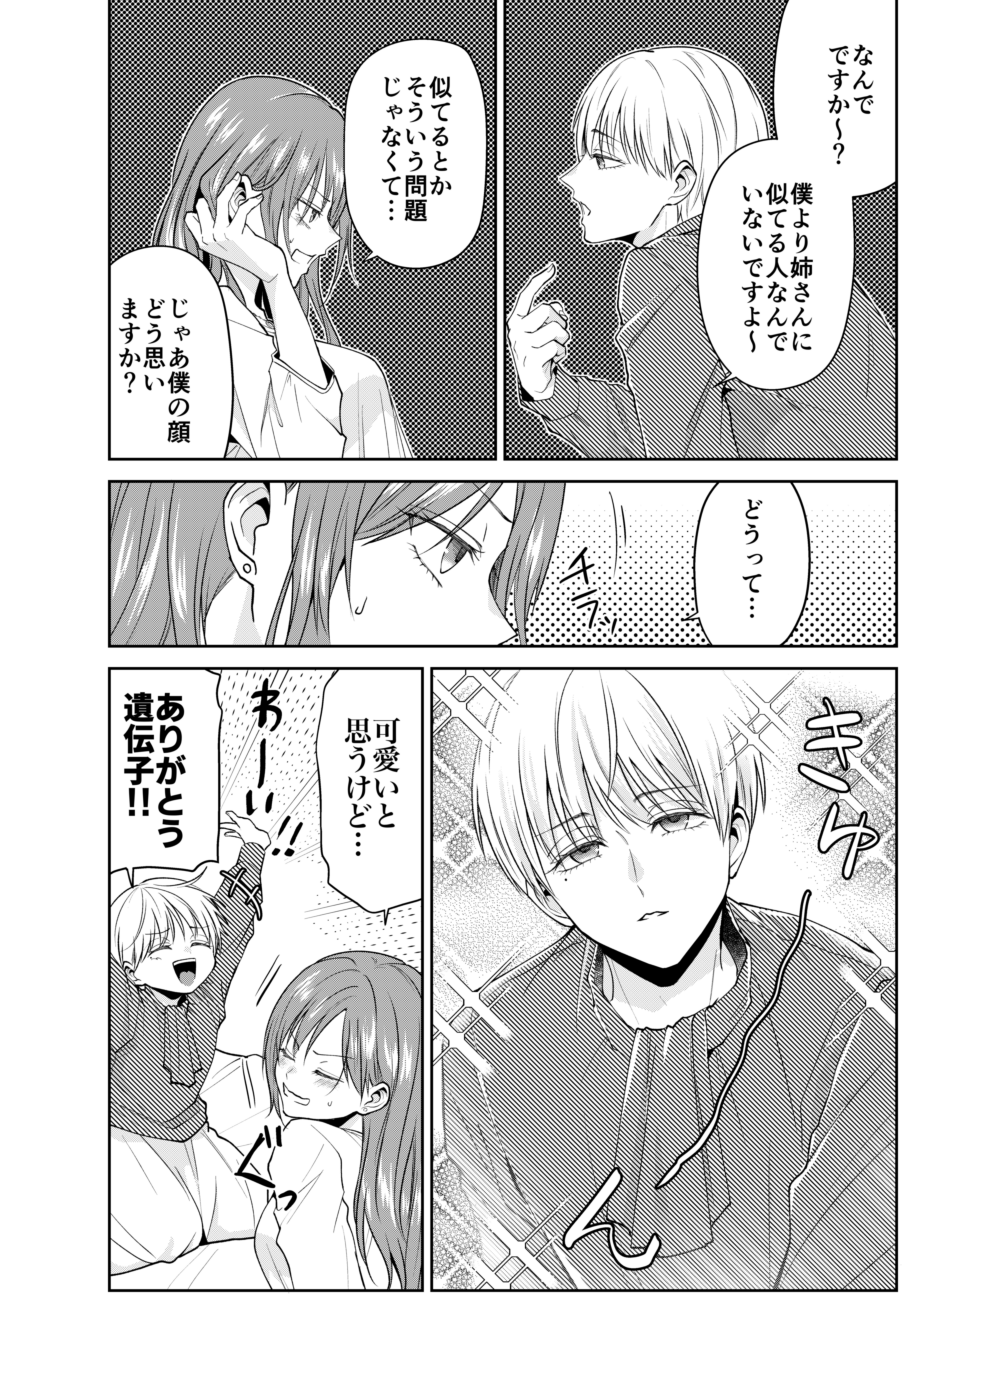 なんで
ですか〜？
僕より姉さんに
似てる人なんで
いないですよ〜
似てるとか
そういう問題
じゃなくて…
じゃあ僕の顔
どう思い
ますか？
どうって…
チラッ
きゅ〜ん
可愛いと
思うけど…
わーい!!
ありがとう
遺伝子!!
ぐっ